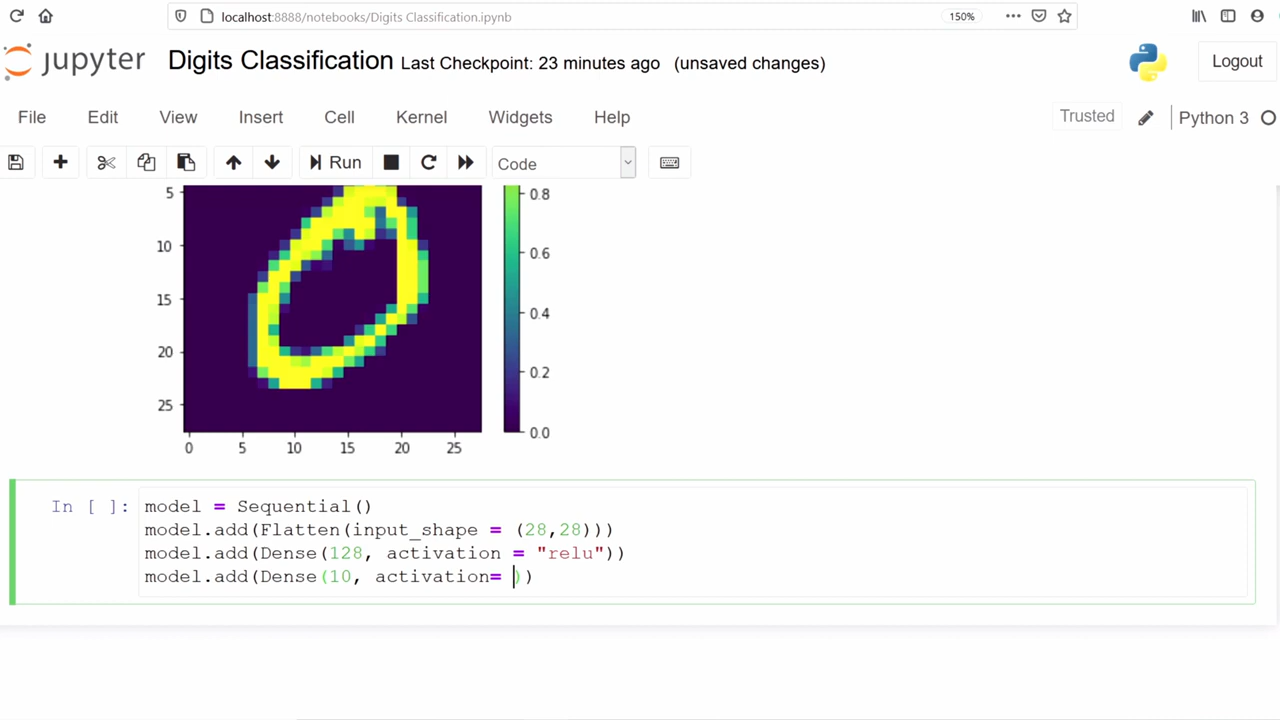 localhost:8888/notebooks/Digits Classification.ipynb 150%
jupyter Digits Classification Last Checkpoint: 23 minutes ago (unsaved changes) Logout
File Edit View Insert Cell Kernel Widgets Help Trusted Python 3
Run Code
5 0.8
10 0.6
15 0.4
20 0.2
25 0.0
0 5 10 15 20 25
In [ ]: model = Sequential()
model.add(Flatten(input_shape = (28,28)))
model.add(Dense(128, activation = "relu"))
model.add(Dense(10, activation= ))